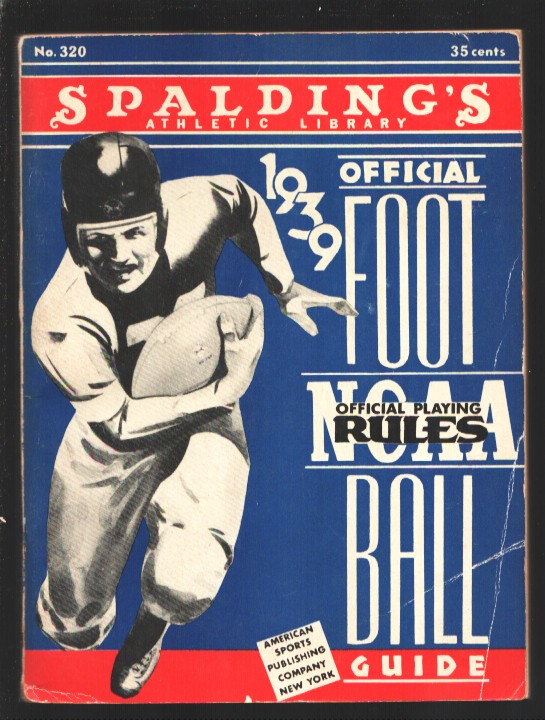 No. 320
35 cents
SPALDING'S
ATHLETIC LIBRARY
1939
OFFICIAL
FOOT
NCAA
OFFICIAL PLAYING
RULES
BALL
GUIDE
AMERICAN
SPORTS
PUBLISHING
COMPANY
NEW YORK